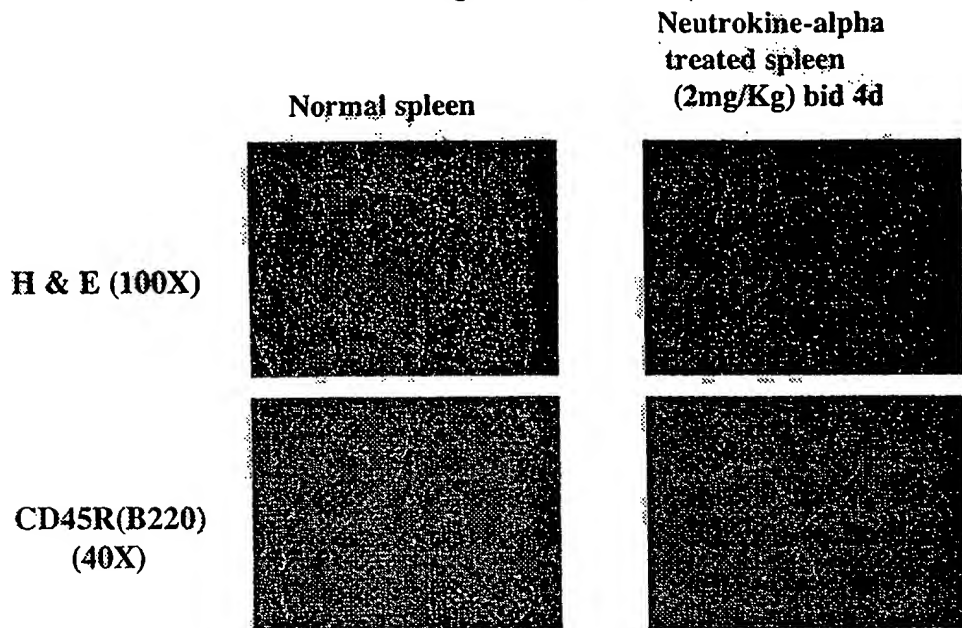 Neutrokine-alpha
treated spleen
(2mg/Kg) bid 4d
Normal spleen
H & E (100X)
CD45R(B220)
(40X)